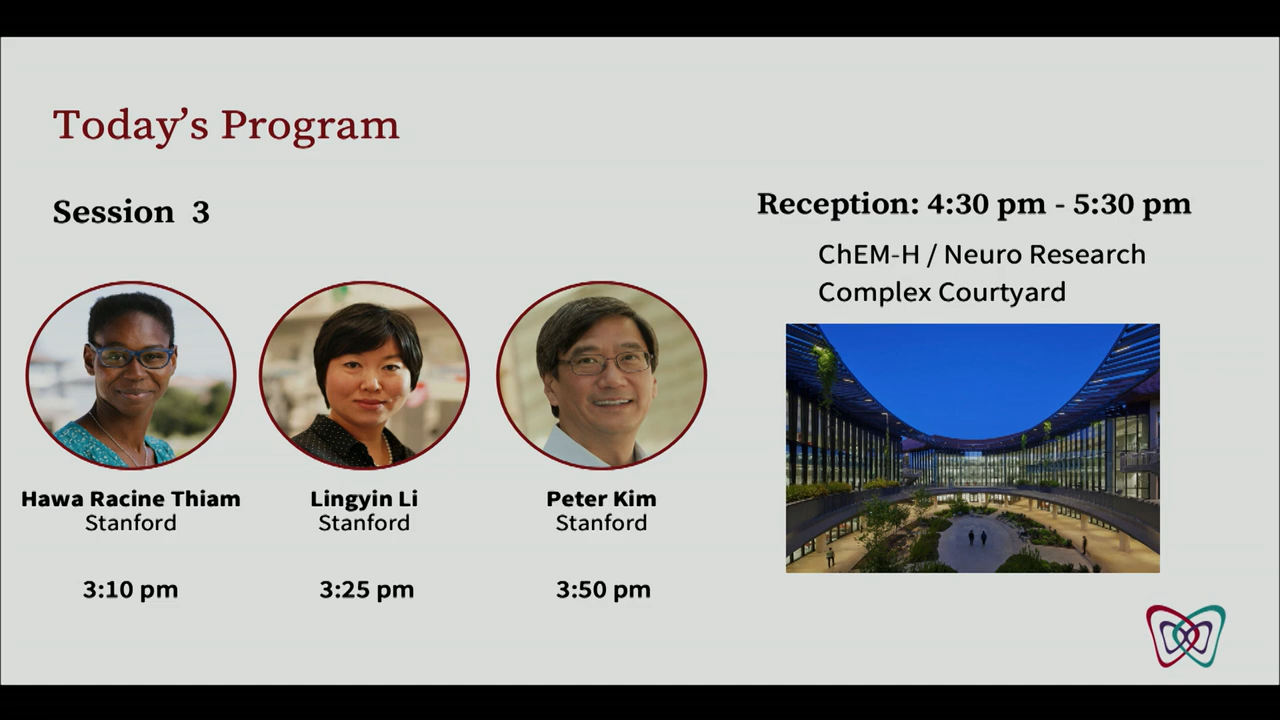 Today’s Program
Session 3
Hawa Racine Thiam
Stanford
3:10 pm
Lingyin Li
Stanford
3:25 pm
Peter Kim
Stanford
3:50 pm
Reception: 4:30 pm - 5:30 pm
ChEM-H / Neuro Research
Complex Courtyard